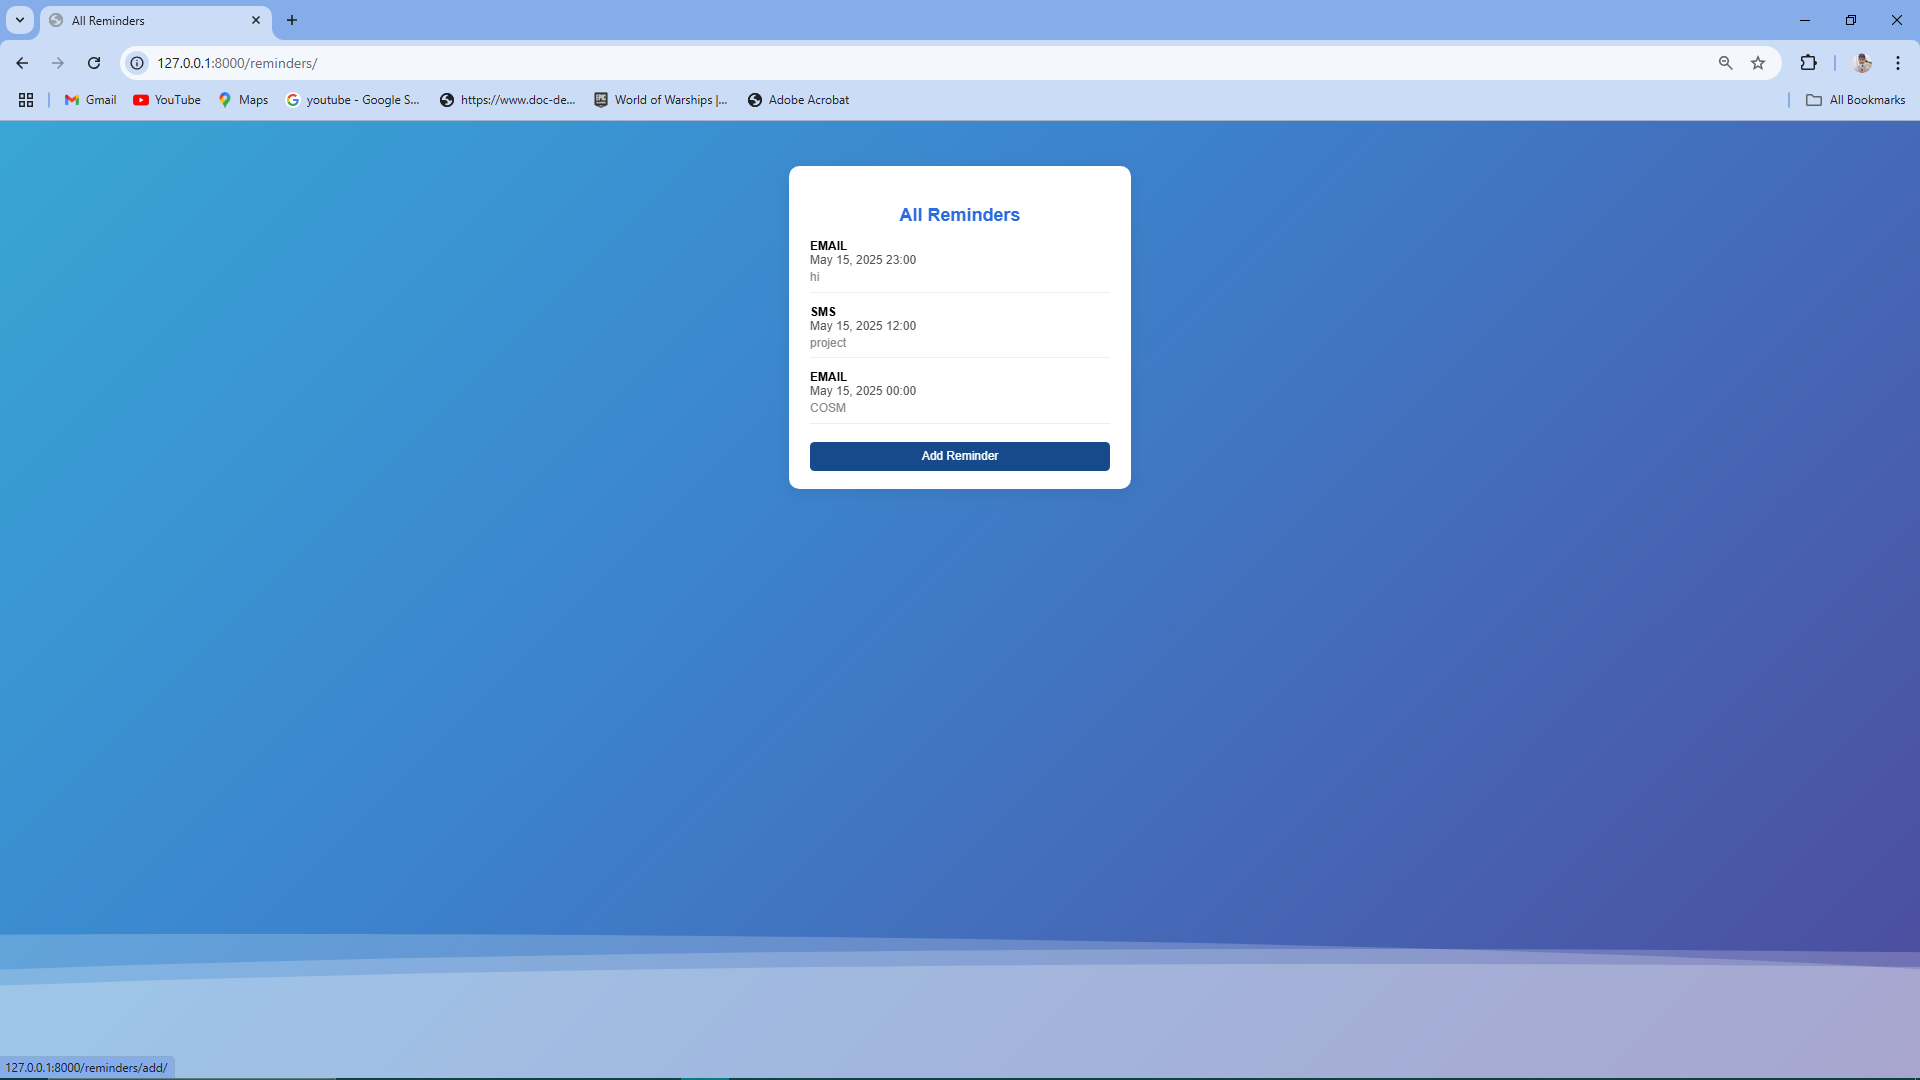 All Reminders
127.0.0.1:8000/reminders/
Gmail YouTube Maps youtube - Google S... https://www.doc-de... World of Warships |... Adobe Acrobat All Bookmarks
All Reminders
EMAIL
May 15, 2025 23:00
hi
SMS
May 15, 2025 12:00
project
EMAIL
May 15, 2025 00:00
COSM
Add Reminder
127.0.0.1:8000/reminders/add/